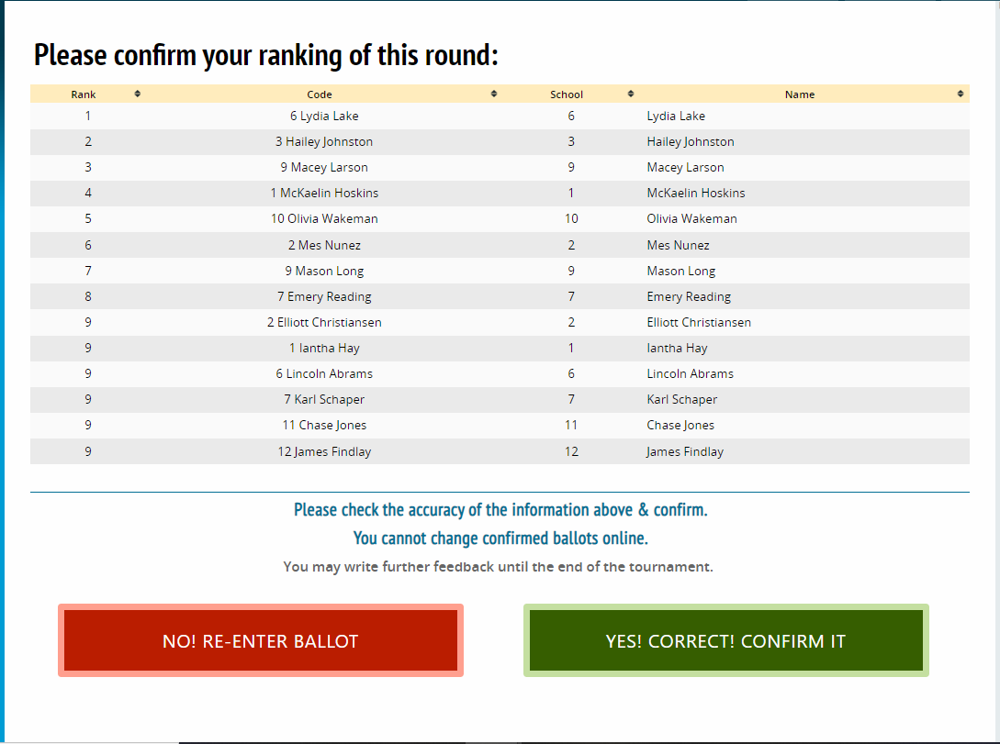 Please confirm your ranking of this round:
Rank Code School Name
1 6 Lydia Lake 6 Lydia Lake
2 3 Hailey Johnston 3 Hailey Johnston
3 9 Macey Larson 9 Macey Larson
4 1 McKaelin Hoskins 1 McKaelin Hoskins
5 10 Olivia Wakeman 10 Olivia Wakeman
6 2 Mes Nunez 2 Mes Nunez
7 9 Mason Long 9 Mason Long
8 7 Emery Reading 7 Emery Reading
9 2 Elliott Christiansen 2 Elliott Christiansen
9 1 Iantha Hay 1 Iantha Hay
9 6 Lincoln Abrams 6 Lincoln Abrams
9 7 Karl Schaper 7 Karl Schaper
9 11 Chase Jones 11 Chase Jones
9 12 James Findlay 12 James Findlay
Please check the accuracy of the information above & confirm.
You cannot change confirmed ballots online.
You may write further feedback until the end of the tournament.
NO! RE-ENTER BALLOT YES! CORRECT! CONFIRM IT